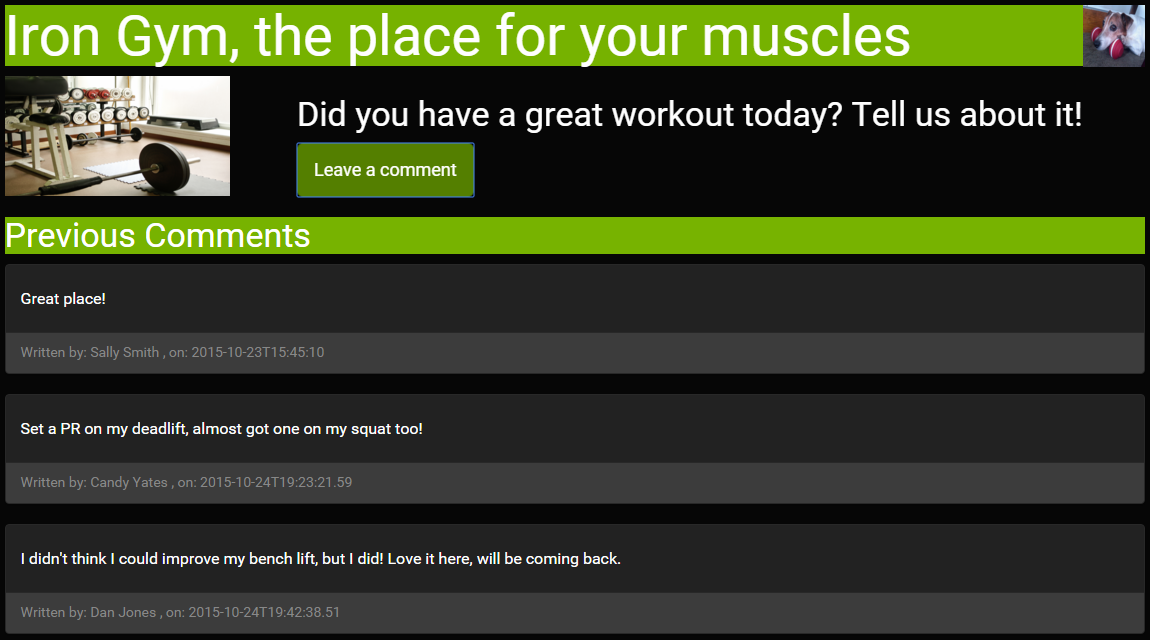 Iron Gym, the place for your muscles
Did you have a great workout today? Tell us about it!
Leave a comment
Previous Comments
Great place!
Written by: Sally Smith , on: 2015-10-23T15:45:10
Set a PR on my deadlift, almost got one on my squat too!
Written by: Candy Yates , on: 2015-10-24T19:23:21.59
I didn't think I could improve my bench lift, but I did! Love it here, will be coming back.
Written by: Dan Jones , on: 2015-10-24T19:42:38.51